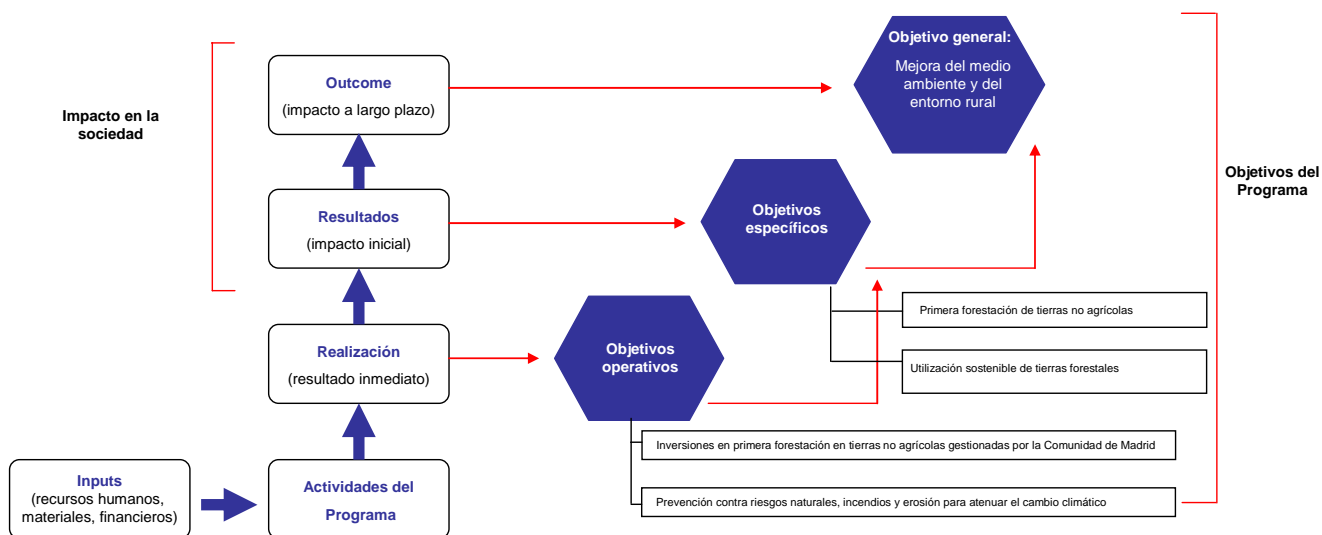 Objetivo general:
Mejora del medio
ambiente y del
entorno rural
Outcome
(impacto a largo plazo)
Impacto en la
sociedad
Objetivos del
Programa
Resultados
(impacto inicial)
Objetivos
específicos
Primera forestación de tierras no agrícolas
Realización
(resultado inmediato)
Objetivos
operativos
Utilización sostenible de tierras forestales
Inversiones en primera forestación en tierras no agrícolas gestionadas por la Comunidad de Madrid
Inputs
(recursos humanos,
materiales, financieros)
Actividades del
Programa
Prevención contra riesgos naturales, incendios y erosión para atenuar el cambio climático